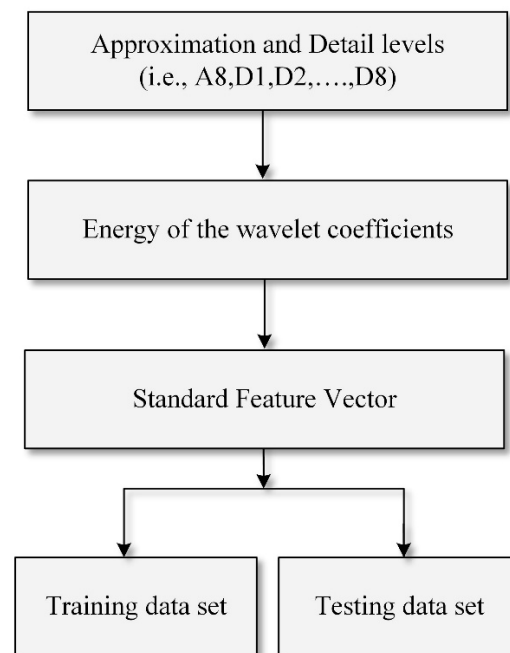 Approximation and Detail levels
(i.e., A8,D1,D2,….,D8)
Energy of the wavelet coefficients
Standard Feature Vector
Training data set
Testing data set